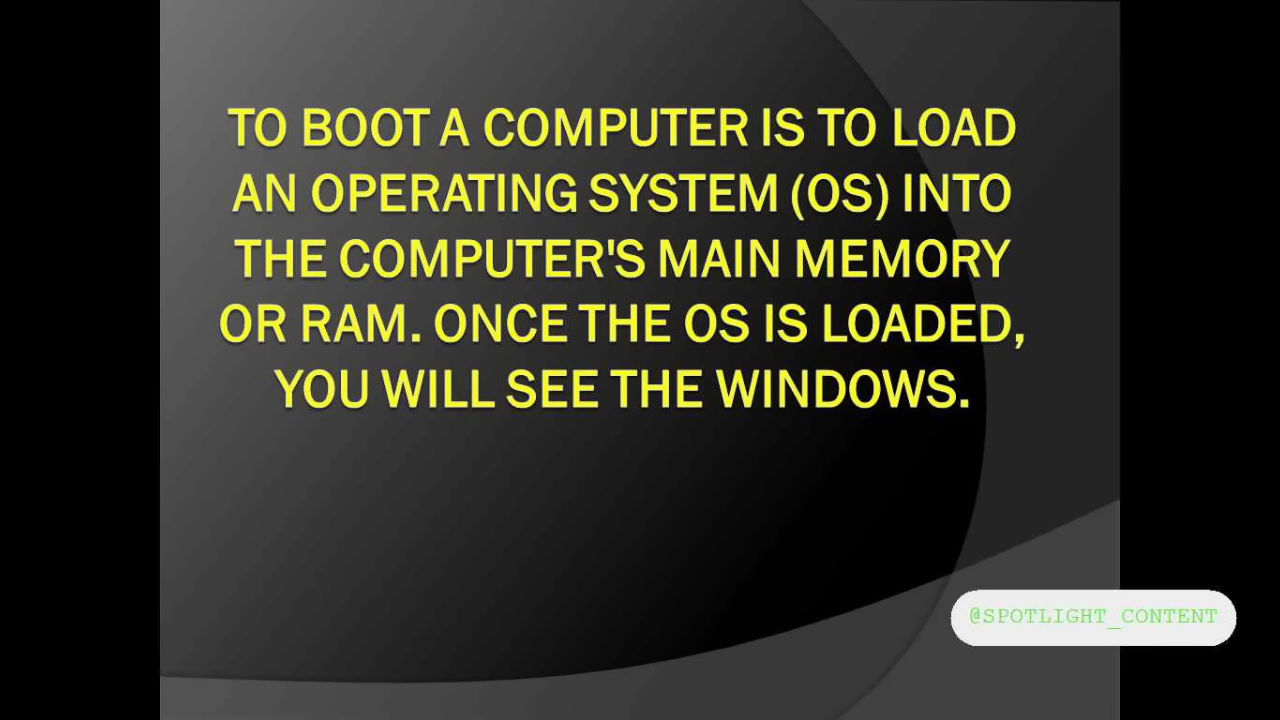 TO BOOT A COMPUTER IS TO LOAD
AN OPERATING SYSTEM (OS) INTO
THE COMPUTER'S MAIN MEMORY
OR RAM. ONCE THE OS IS LOADED,
YOU WILL SEE THE WINDOWS.
@SPOTLIGHT_CONTENT